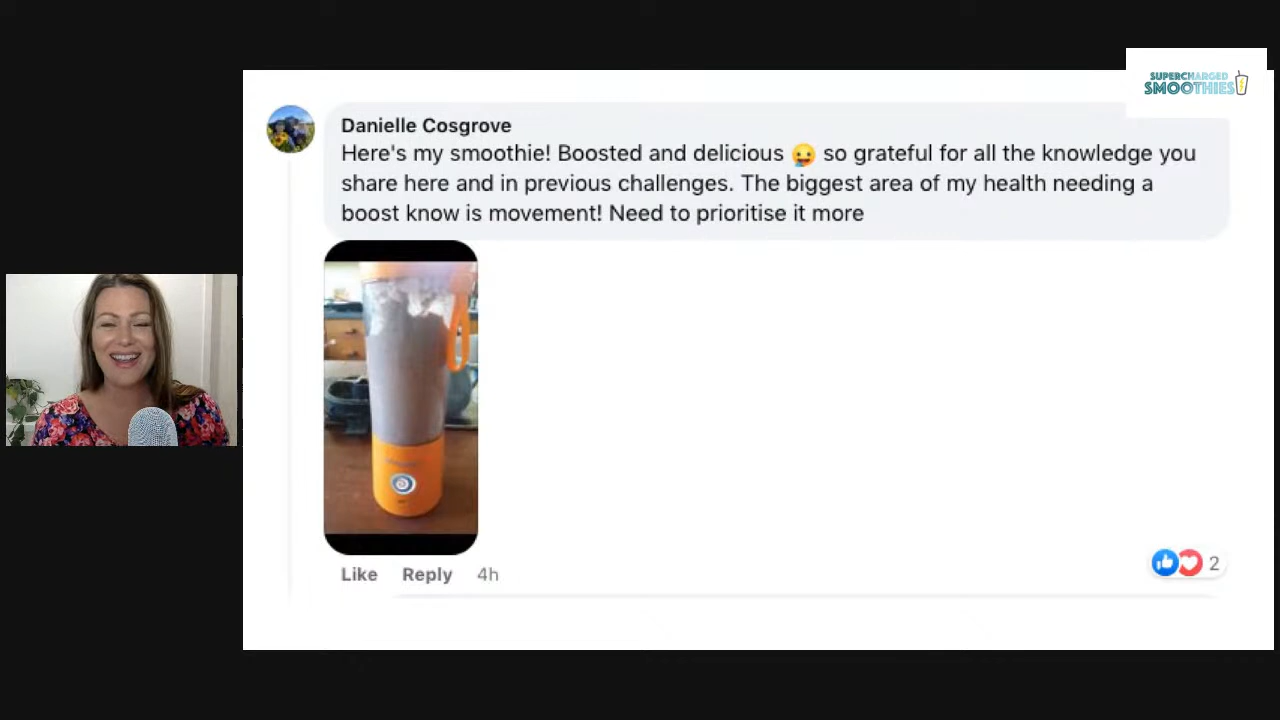 SUPERCHARGED
SMOOTHIES
Danielle Cosgrove
Here's my smoothie! Boosted and delicious 😛 so grateful for all the knowledge you
share here and in previous challenges. The biggest area of my health needing a
boost know is movement! Need to prioritise it more
Like Reply 4h
2